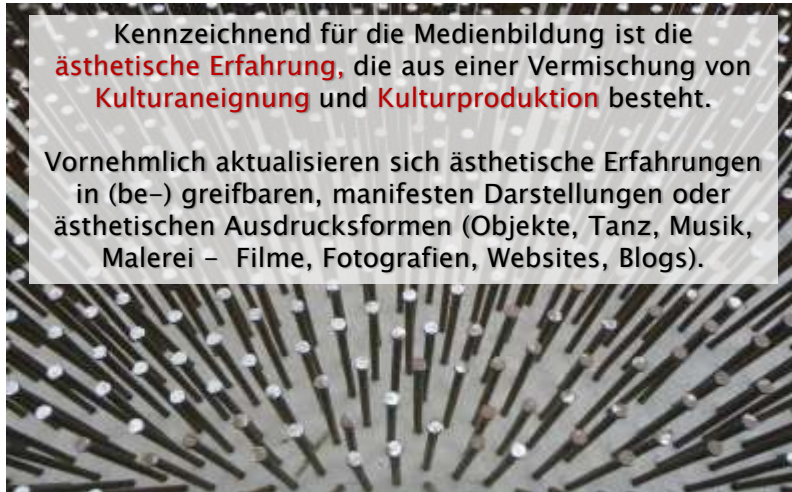 Kennzeichnend für die Medienbildung ist die
ästhetische Erfahrung, die aus einer Vermischung von
Kulturaneignung und Kulturproduktion besteht.
Vornehmlich aktualisieren sich ästhetische Erfahrungen
in (be-) greifbaren, manifesten Darstellungen oder
ästhetischen Ausdrucksformen (Objekte, Tanz, Musik,
Malerei - Filme, Fotografien, Websites, Blogs).